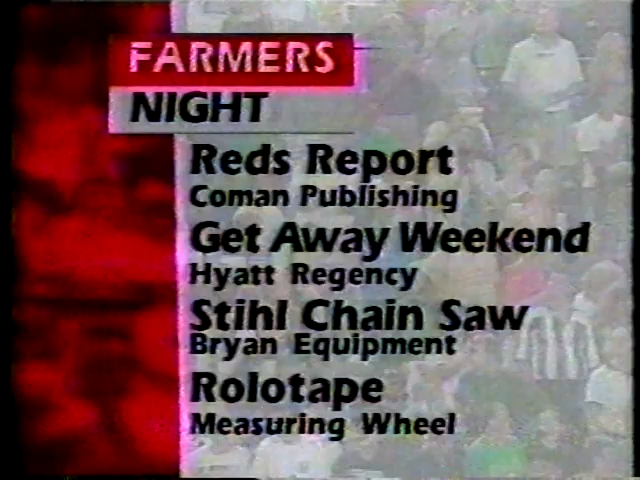 FARMERS
NIGHT
Reds Report
Coman Publishing
Get Away Weekend
Hyatt Regency
Stihl Chain Saw
Bryan Equipment
Rolotape
Measuring Wheel